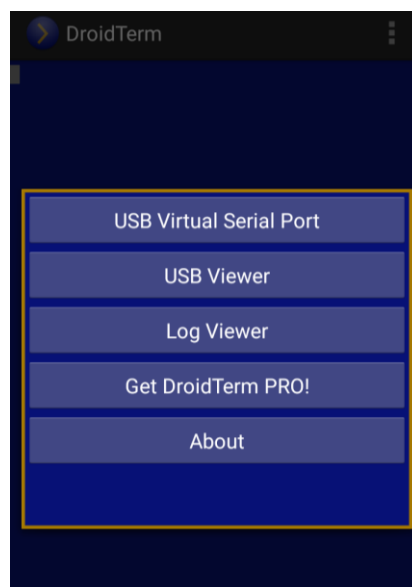 DroidTerm
USB Virtual Serial Port
USB Viewer
Log Viewer
Get DroidTerm PRO!
About